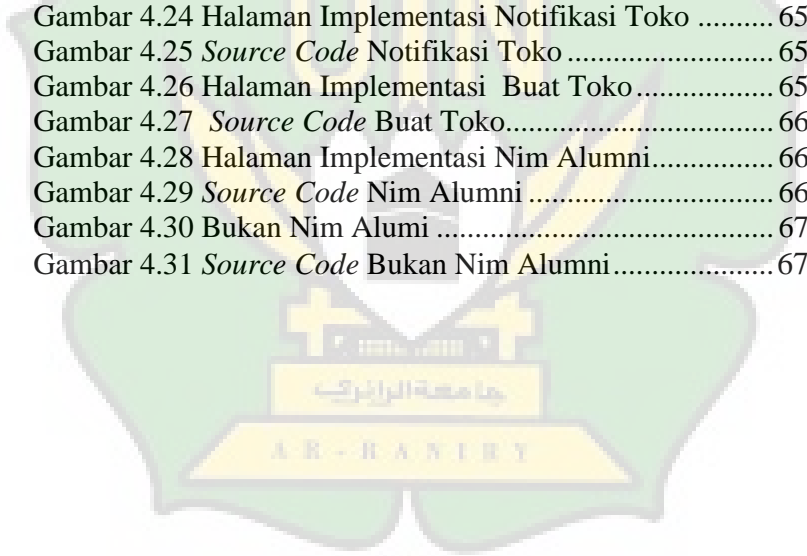 UIN
Gambar 4.24 Halaman Implementasi Notifikasi Toko .......... 65
Gambar 4.25 Source Code Notifikasi Toko ........................... 65
Gambar 4.26 Halaman Implementasi  Buat Toko .................. 65
Gambar 4.27  Source Code Buat Toko................................... 66
Gambar 4.28 Halaman Implementasi Nim Alumni................ 66
Gambar 4.29 Source Code Nim Alumni ................................ 66
Gambar 4.30 Bukan Nim Alumi ............................................ 67
Gambar 4.31 Source Code Bukan Nim Alumni..................... 67
جامعة الرانري
AR-RANIRY